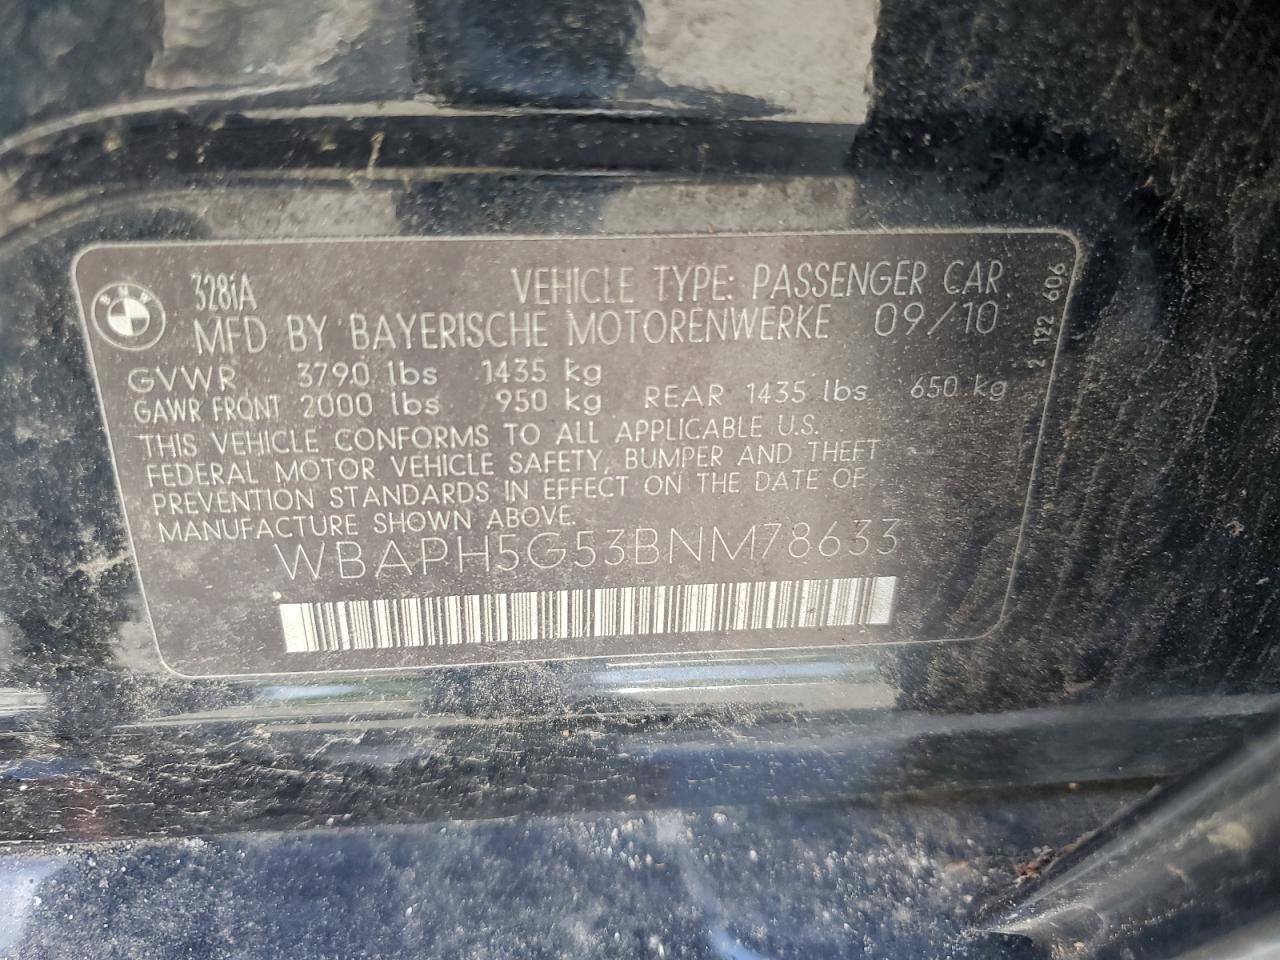 BMW
328iA
VEHICLE TYPE: PASSENGER CAR
MFD BY BAYERISCHE MOTORENWERKE 09/10
GVWR 3790 lbs 1435 kg
GAWR FRONT 2000 lbs 950 kg REAR 1435 lbs 650 kg
THIS VEHICLE CONFORMS TO ALL APPLICABLE U.S.
FEDERAL MOTOR VEHICLE SAFETY, BUMPER AND THEFT
PREVENTION STANDARDS IN EFFECT ON THE DATE OF
MANUFACTURE SHOWN ABOVE.
WBAPH5G53BNM78633
2 122 606